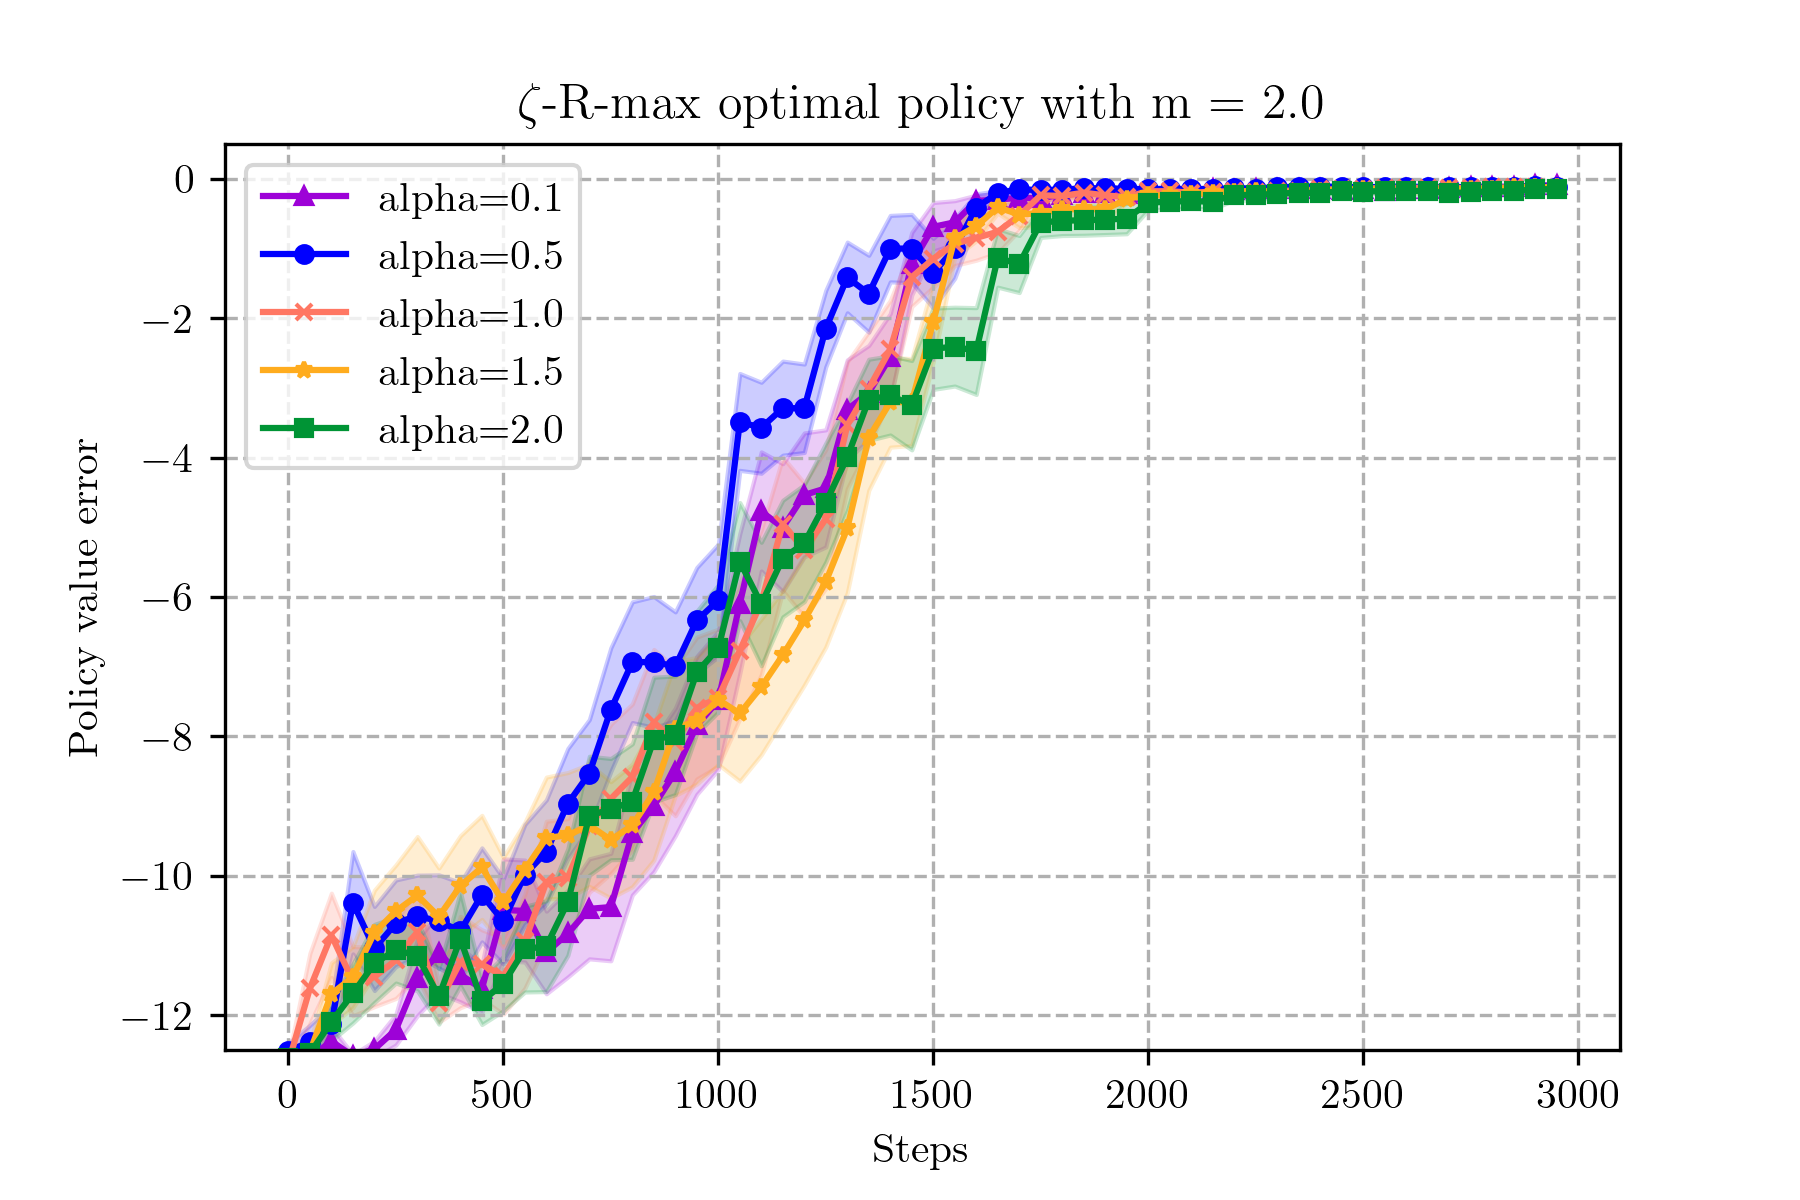 ζ-R-max optimal policy with m = 2.0
alpha=0.1
alpha=0.5
alpha=1.0
alpha=1.5
alpha=2.0
Policy value error
0
−2
−4
−6
−8
−10
−12
0 500 1000 1500 2000 2500 3000
Steps